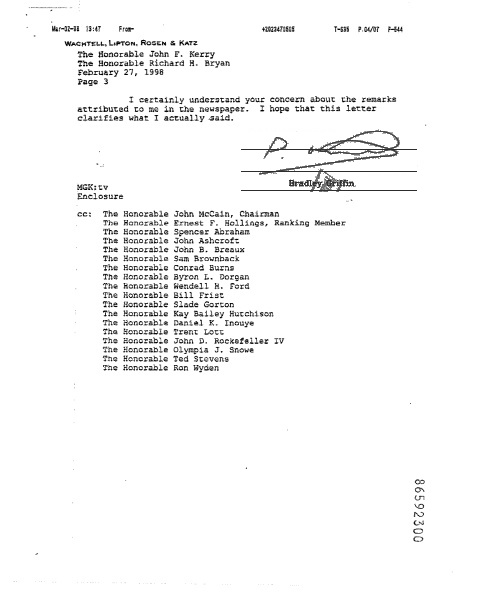 Mar-02-98 13:47 From- +2023470505 T-535 P.04/07 F-544
WACHTELL, LIPTON, ROSEN & KATZ
The Honorable John F. Kerry
The Honorable Richard H. Bryan
February 27, 1998
Page 3
I certainly understand your concern about the remarks
attributed to me in the newspaper. I hope that this letter
clarifies what I actually said.
Bradley Griffin
MGK:tv
Enclosure
cc: The Honorable John McCain, Chairman
The Honorable Ernest F. Hollings, Ranking Member
The Honorable Spencer Abraham
The Honorable John Ashcroft
The Honorable John B. Breaux
The Honorable Sam Brownback
The Honorable Conrad Burns
The Honorable Byron L. Dorgan
The Honorable Wendell H. Ford
The Honorable Bill Frist
The Honorable Slade Gorton
The Honorable Kay Bailey Hutchison
The Honorable Daniel K. Inouye
The Honorable Trent Lott
The Honorable John D. Rockefeller IV
The Honorable Olympia J. Snowe
The Honorable Ted Stevens
The Honorable Ron Wyden
86592300